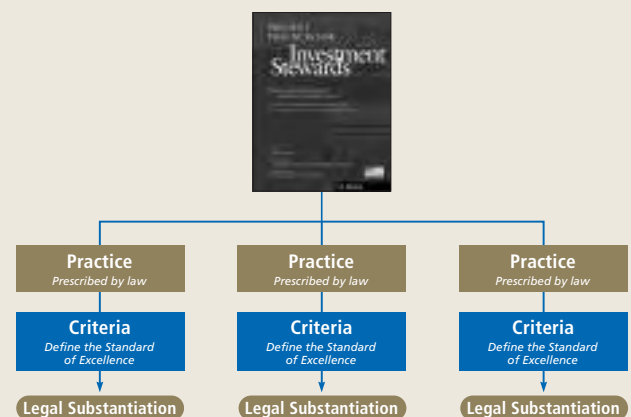 Investment
Stewards
Practice
Prescribed by law
Practice
Prescribed by law
Practice
Prescribed by law
Criteria
Define the Standard
of Excellence
Criteria
Define the Standard
of Excellence
Criteria
Define the Standard
of Excellence
Legal Substantiation
Legal Substantiation
Legal Substantiation